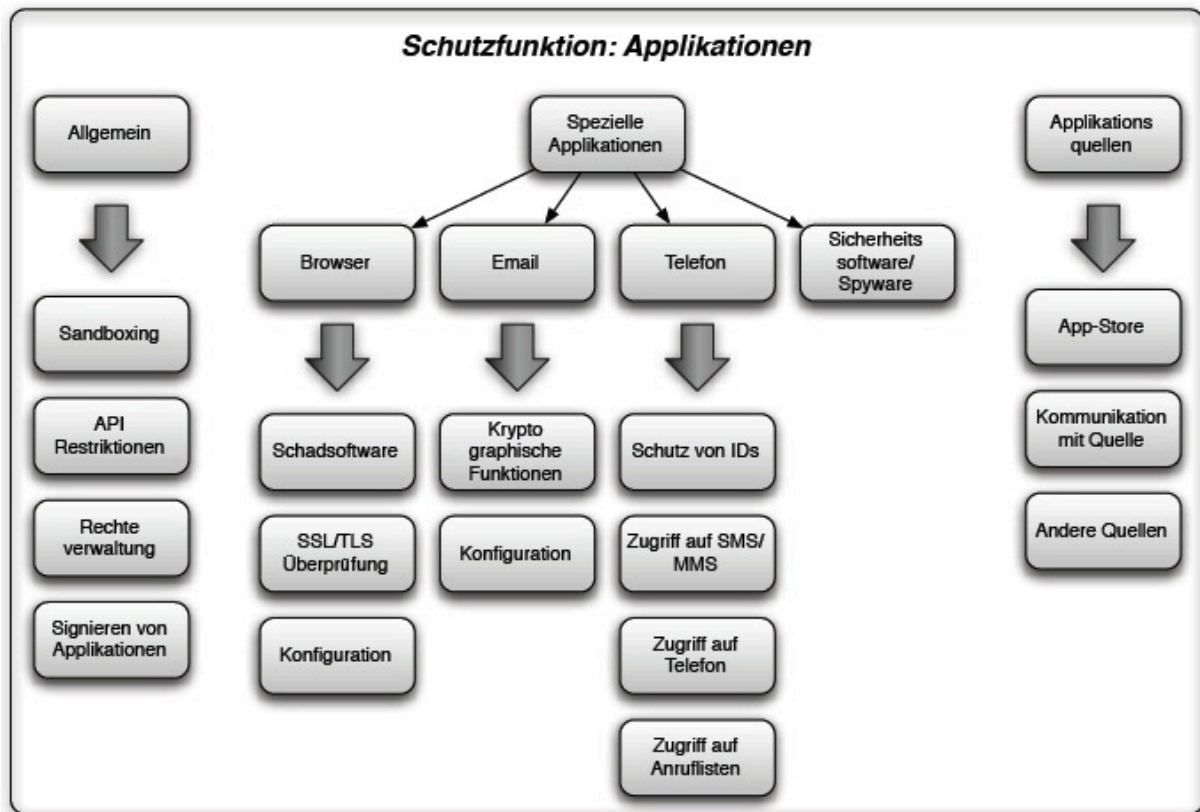 Schutzfunktion: Applikationen
Allgemein
Sandboxing
API
Restriktionen
Rechte
verwaltung
Signieren von
Applikationen
Spezielle
Applikationen
Browser
Schadsoftware
SSL/TLS
Überprüfung
Konfiguration
Email
Krypto
graphische
Funktionen
Konfiguration
Telefon
Schutz von IDs
Zugriff auf SMS/
MMS
Zugriff auf
Telefon
Zugriff auf
Anruflisten
Sicherheits
software/
Spyware
Applikations
quellen
App-Store
Kommunikation
mit Quelle
Andere Quellen